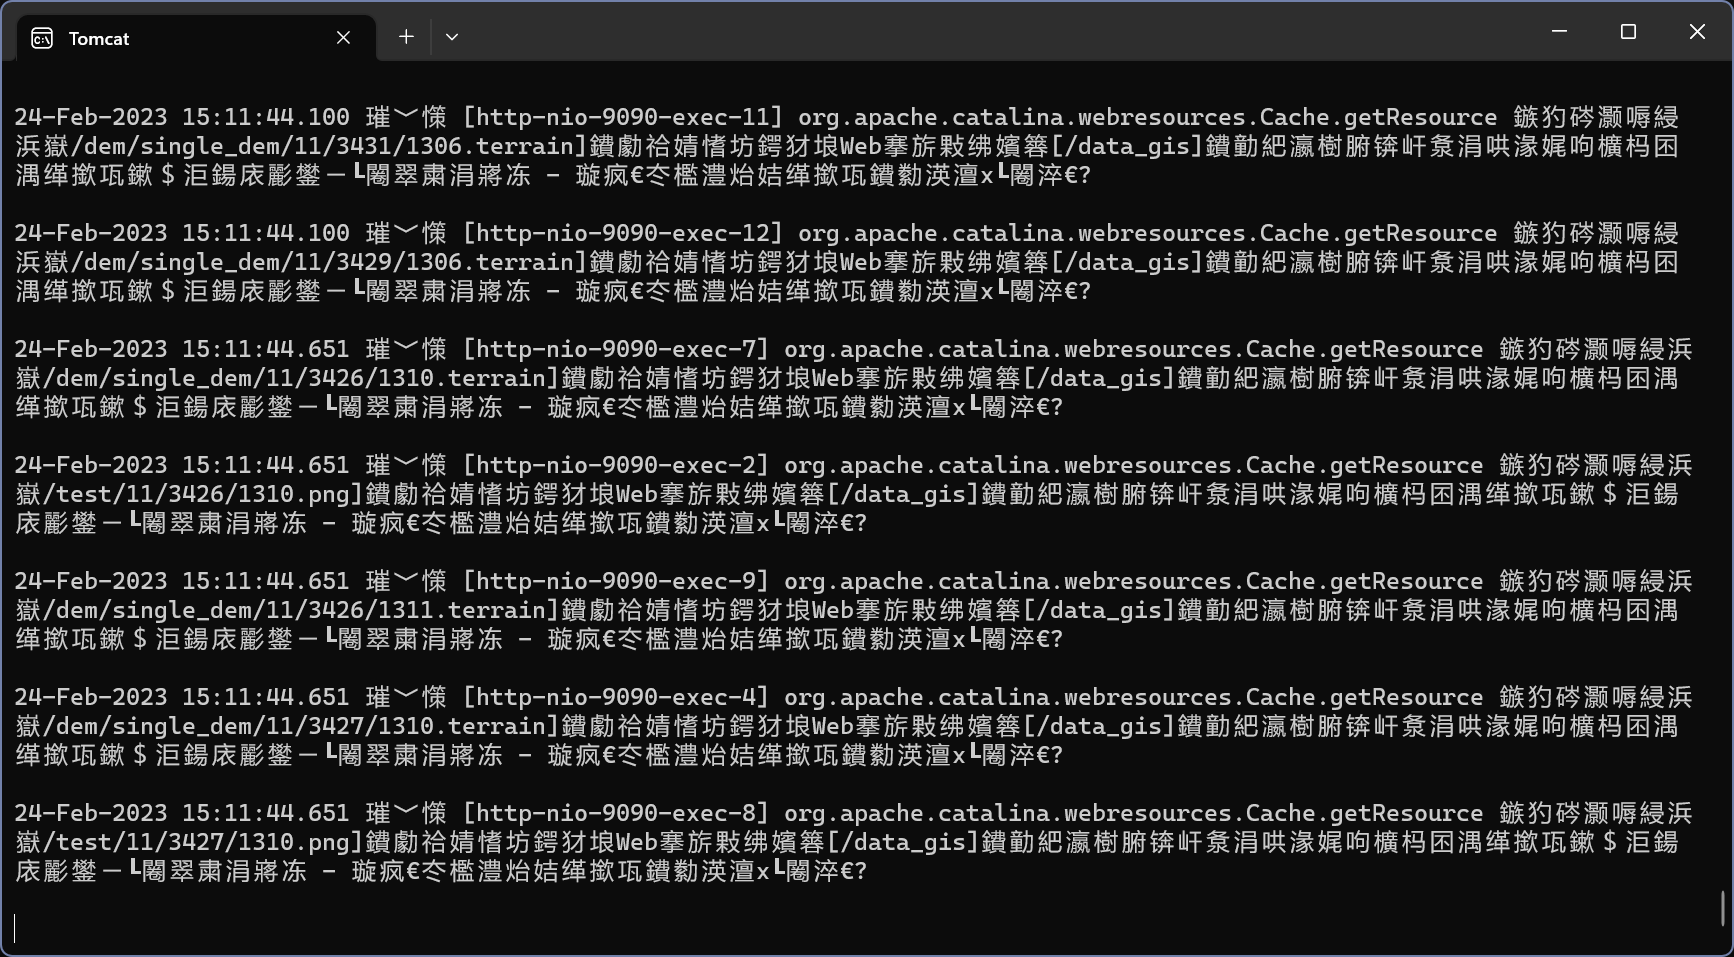 Tomcat
24-Feb-2023 15:11:44.100 璀﹀憡 [http-nio-9090-exec-11] org.apache.catalina.webresources.Cache.getResource 鏃犳硶灏嗕綅
浜嶽/dem/single_dem/11/3431/1306.terrain]鐨勮祫婧愭坊鍔犲埌Web搴旂敤绋嬪簭[/data_gis]鐨勭紦瀛樹腑锛屽洜涓哄湪娓呴櫎杩囨湡
缂撳瓨鏉＄洰鍚庡彲鐢ㄧ┖闂翠粛涓嶈冻 - 璇疯€冭檻澧炲姞缂撳瓨鐨勬渶澶х┖闂淬€?
24-Feb-2023 15:11:44.100 璀﹀憡 [http-nio-9090-exec-12] org.apache.catalina.webresources.Cache.getResource 鏃犳硶灏嗕綅
浜嶽/dem/single_dem/11/3429/1306.terrain]鐨勮祫婧愭坊鍔犲埌Web搴旂敤绋嬪簭[/data_gis]鐨勭紦瀛樹腑锛屽洜涓哄湪娓呴櫎杩囨湡
缂撳瓨鏉＄洰鍚庡彲鐢ㄧ┖闂翠粛涓嶈冻 - 璇疯€冭檻澧炲姞缂撳瓨鐨勬渶澶х┖闂淬€?
24-Feb-2023 15:11:44.651 璀﹀憡 [http-nio-9090-exec-7] org.apache.catalina.webresources.Cache.getResource 鏃犳硶灏嗕綅浜
嶽/dem/single_dem/11/3426/1310.terrain]鐨勮祫婧愭坊鍔犲埌Web搴旂敤绋嬪簭[/data_gis]鐨勭紦瀛樹腑锛屽洜涓哄湪娓呴櫎杩囨湡
缂撳瓨鏉＄洰鍚庡彲鐢ㄧ┖闂翠粛涓嶈冻 - 璇疯€冭檻澧炲姞缂撳瓨鐨勬渶澶х┖闂淬€?
24-Feb-2023 15:11:44.651 璀﹀憡 [http-nio-9090-exec-2] org.apache.catalina.webresources.Cache.getResource 鏃犳硶灏嗕綅浜
嶽/test/11/3426/1310.png]鐨勮祫婧愭坊鍔犲埌Web搴旂敤绋嬪簭[/data_gis]鐨勭紦瀛樹腑锛屽洜涓哄湪娓呴櫎杩囨湡缂撳瓨鏉＄洰鍚
庡彲鐢ㄧ┖闂翠粛涓嶈冻 - 璇疯€冭檻澧炲姞缂撳瓨鐨勬渶澶х┖闂淬€?
24-Feb-2023 15:11:44.651 璀﹀憡 [http-nio-9090-exec-9] org.apache.catalina.webresources.Cache.getResource 鏃犳硶灏嗕綅浜
嶽/dem/single_dem/11/3426/1311.terrain]鐨勮祫婧愭坊鍔犲埌Web搴旂敤绋嬪簭[/data_gis]鐨勭紦瀛樹腑锛屽洜涓哄湪娓呴櫎杩囨湡
缂撳瓨鏉＄洰鍚庡彲鐢ㄧ┖闂翠粛涓嶈冻 - 璇疯€冭檻澧炲姞缂撳瓨鐨勬渶澶х┖闂淬€?
24-Feb-2023 15:11:44.651 璀﹀憡 [http-nio-9090-exec-4] org.apache.catalina.webresources.Cache.getResource 鏃犳硶灏嗕綅浜
嶽/dem/single_dem/11/3427/1310.terrain]鐨勮祫婧愭坊鍔犲埌Web搴旂敤绋嬪簭[/data_gis]鐨勭紦瀛樹腑锛屽洜涓哄湪娓呴櫎杩囨湡
缂撳瓨鏉＄洰鍚庡彲鐢ㄧ┖闂翠粛涓嶈冻 - 璇疯€冭檻澧炲姞缂撳瓨鐨勬渶澶х┖闂淬€?
24-Feb-2023 15:11:44.651 璀﹀憡 [http-nio-9090-exec-8] org.apache.catalina.webresources.Cache.getResource 鏃犳硶灏嗕綅浜
嶽/test/11/3427/1310.png]鐨勮祫婧愭坊鍔犲埌Web搴旂敤绋嬪簭[/data_gis]鐨勭紦瀛樹腑锛屽洜涓哄湪娓呴櫎杩囨湡缂撳瓨鏉＄洰鍚
庡彲鐢ㄧ┖闂翠粛涓嶈冻 - 璇疯€冭檻澧炲姞缂撳瓨鐨勬渶澶х┖闂淬€?